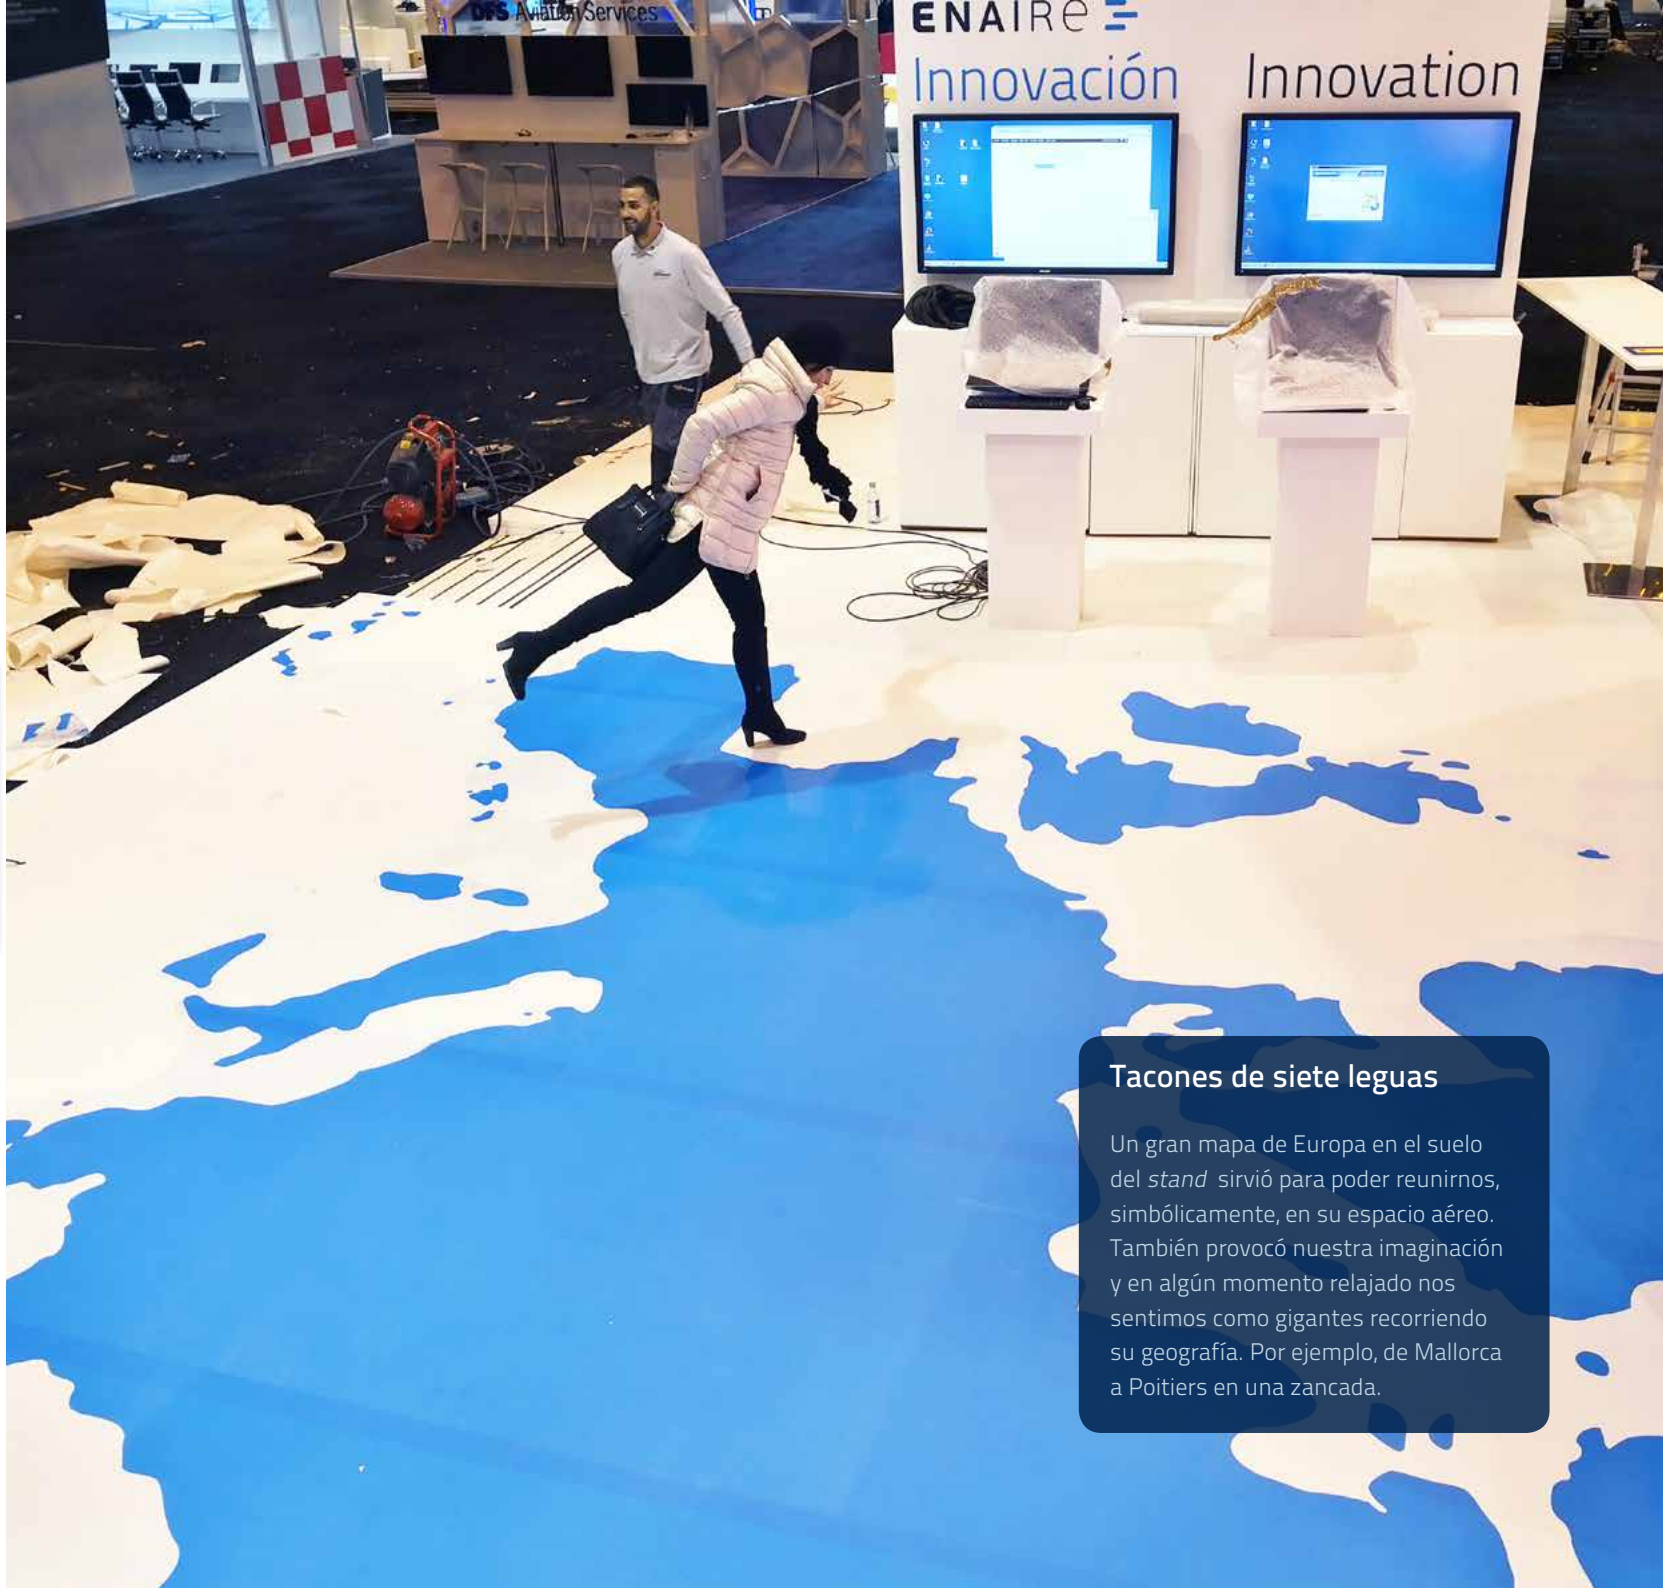 DFS Aviation Services
ENAIRE
Innovación
Innovation
Tacones de siete leguas
Un gran mapa de Europa en el suelo
del stand sirvió para poder reunirnos,
simbólicamente, en su espacio aéreo.
También provocó nuestra imaginación
y en algún momento relajado nos
sentimos como gigantes recorriendo
su geografía. Por ejemplo, de Mallorca
a Poitiers en una zancada.